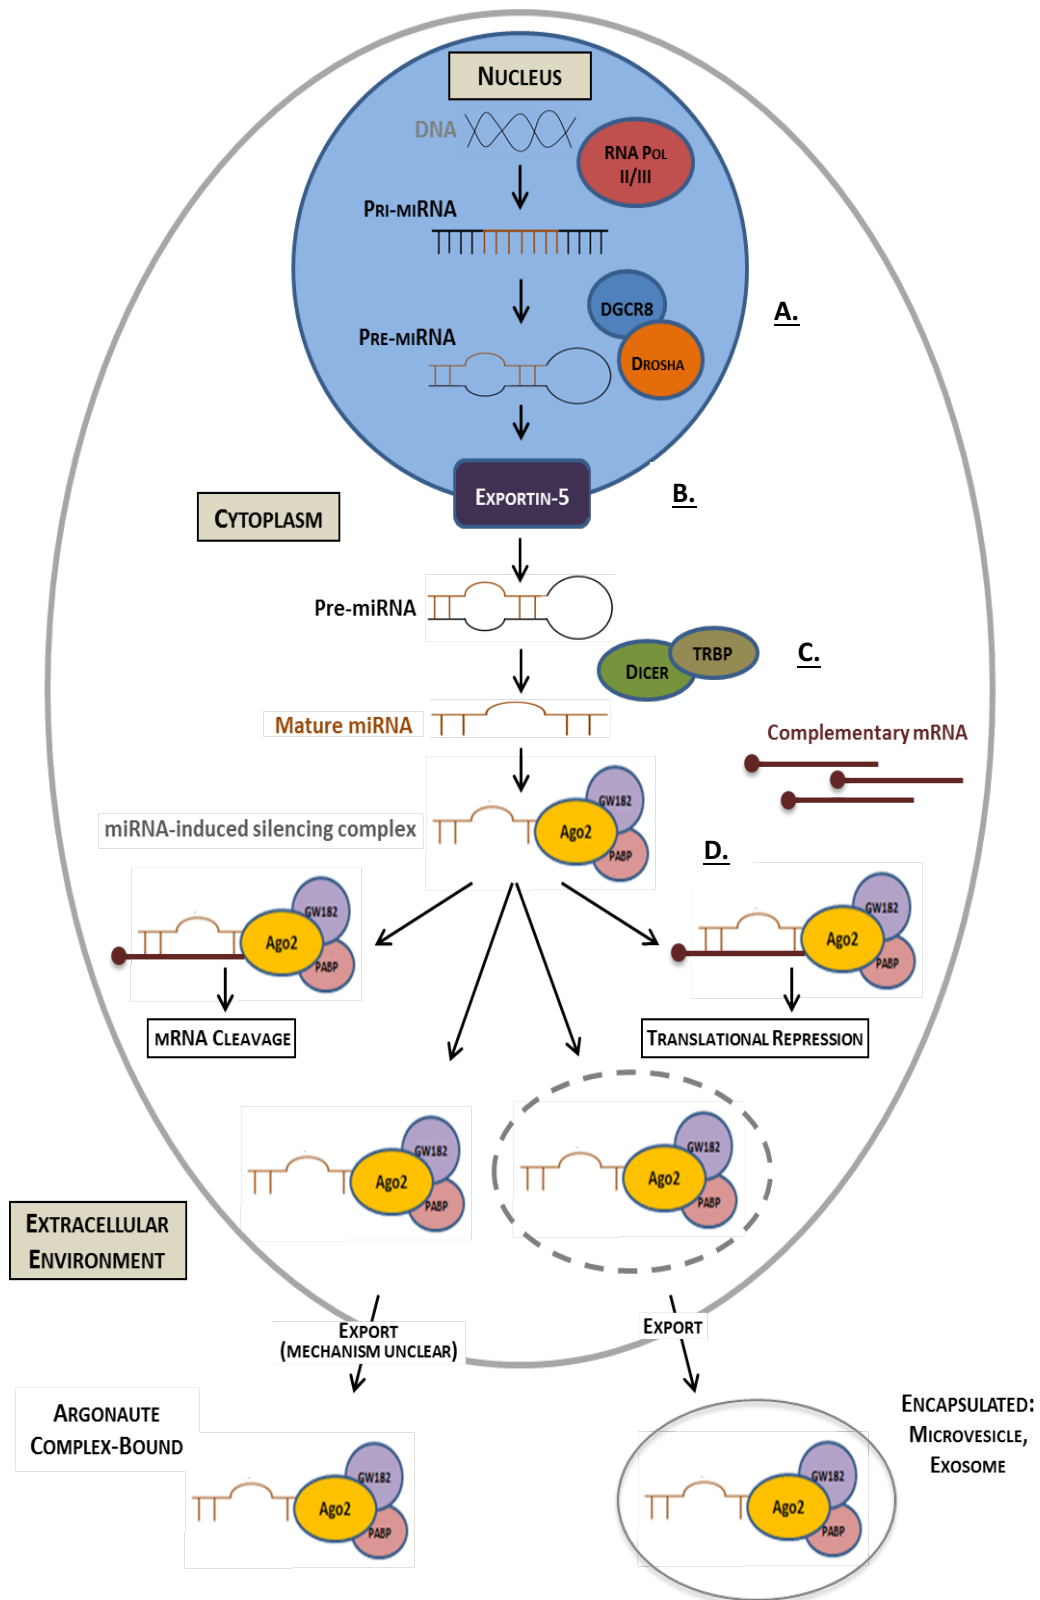 NUCLEUS
DNA
RNA POL
II/III
PRI-MIRNA
DGCR8
A.
PRE-MIRNA
DROSHA
EXPORTIN-5
B.
CYTOPLASM
Pre-miRNA
TRBP
C.
DICER
Mature miRNA
Complementary mRNA
GW182
Ago2
PABP
miRNA-induced silencing complex
D.
GW182
Ago2
PABP
GW182
Ago2
PABP
MRNA CLEAVAGE
TRANSLATIONAL REPRESSION
GW182
Ago2
PABP
GW182
Ago2
PABP
EXTRACELLULAR
ENVIRONMENT
EXPORT
(MECHANISM UNCLEAR)
EXPORT
ARGONAUTE
COMPLEX-BOUND
ENCAPSULATED:
MICROVESICLE,
EXOSOME
GW182
Ago2
PABP
GW182
Ago2
PABP